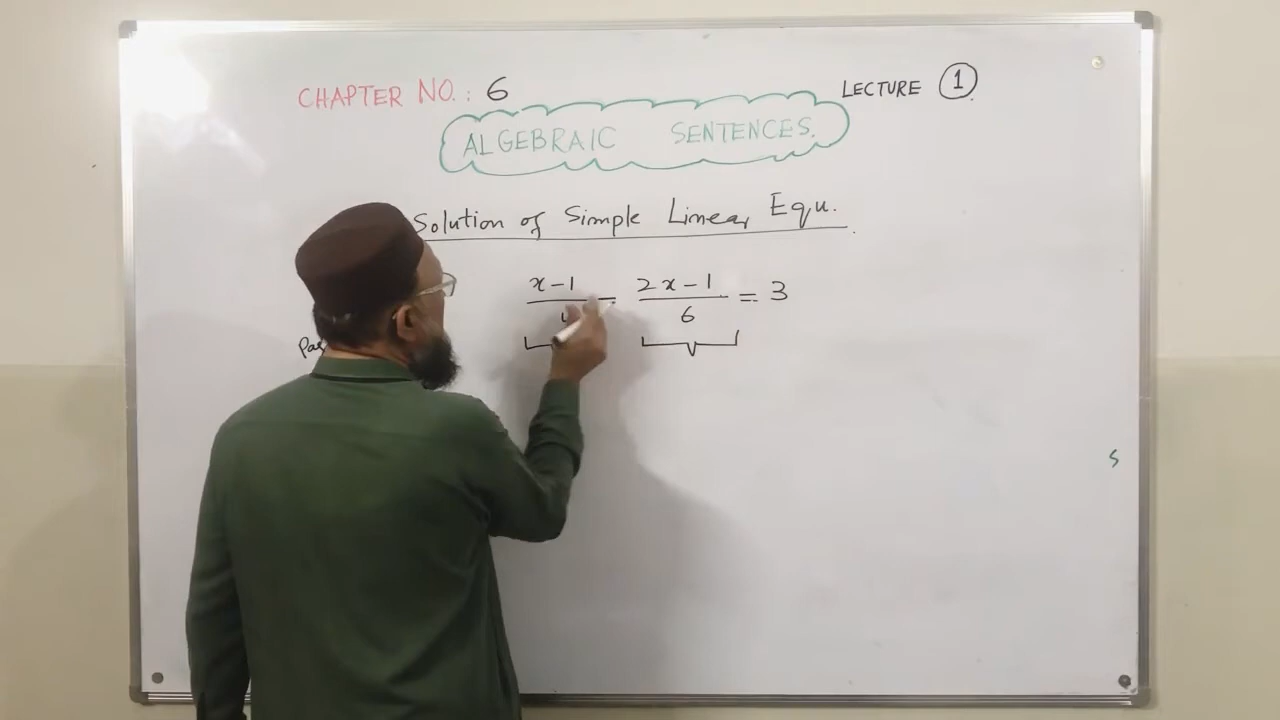 CHAPTER NO.: 6
LECTURE 1
ALGEBRAIC SENTENCES.
Solution of Simple Linear Equ.
x-1 2x-1
— = 3
6
S